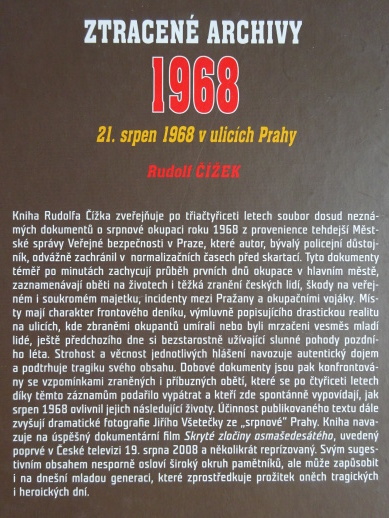 ZTRACENÉ ARCHIVY
1968
21. srpen 1968 v ulicích Prahy
Rudolf ČÍŽEK
Kniha Rudolfa Čížka zveřejňuje po třiačtyřiceti letech soubor dosud nezná-
mých dokumentů o srpnové okupaci roku 1968 z provenience tehdejší Měst-
ské správy Veřejné bezpečnosti v Praze, které autor, bývalý policejní důstoj-
ník, odvážně zachránil v normalizačních časech před skartací. Tyto dokumenty
téměř po minutách zachycují průběh prvních dnů okupace v hlavním městě,
zaznamenávají oběti na životech i těžká zranění českých lidí, škody na veřej-
ném i soukromém majetku, incidenty mezi Pražany a okupačními vojáky. Mís-
ty mají charakter frontového deníku, výmluvně popisujícího drastickou realitu
na ulicích, kde zbraněmi okupantů umírali nebo byli mrzačeni vesměs mladí
lidé, ještě předchozího dne si bezstarostně užívající slunné pohody pozdní-
ho léta. Strohost a věcnost jednotlivých hlášení navozuje autentický dojem
a podtrhuje tragiku svého obsahu. Dobové dokumenty jsou pak konfrontová-
ny se vzpomínkami zraněných i příbuzných obětí, které se po čtyřiceti letech
díky těmto záznamům podařilo vypátrat a kteří zde spontánně vypovídají, jak
srpen 1968 ovlivnil jejich následující životy. Účinnost publikovaného textu dále
zvyšují dramatické fotografie Jiřího Všetečky ze „srpnové“ Prahy. Kniha nava-
zuje na úspěšný dokumentární film Skryté zločiny osmašedesátého, uvedený
poprvé v České televizi 19. srpna 2008 a několikrát reprízovaný. Svým suges-
tivním obsahem nesporně osloví široký okruh pamětníků, ale může zapůsobit
i na dnešní mladou generaci, které zprostředkuje prožitek oněch tragických
i heroických dní.